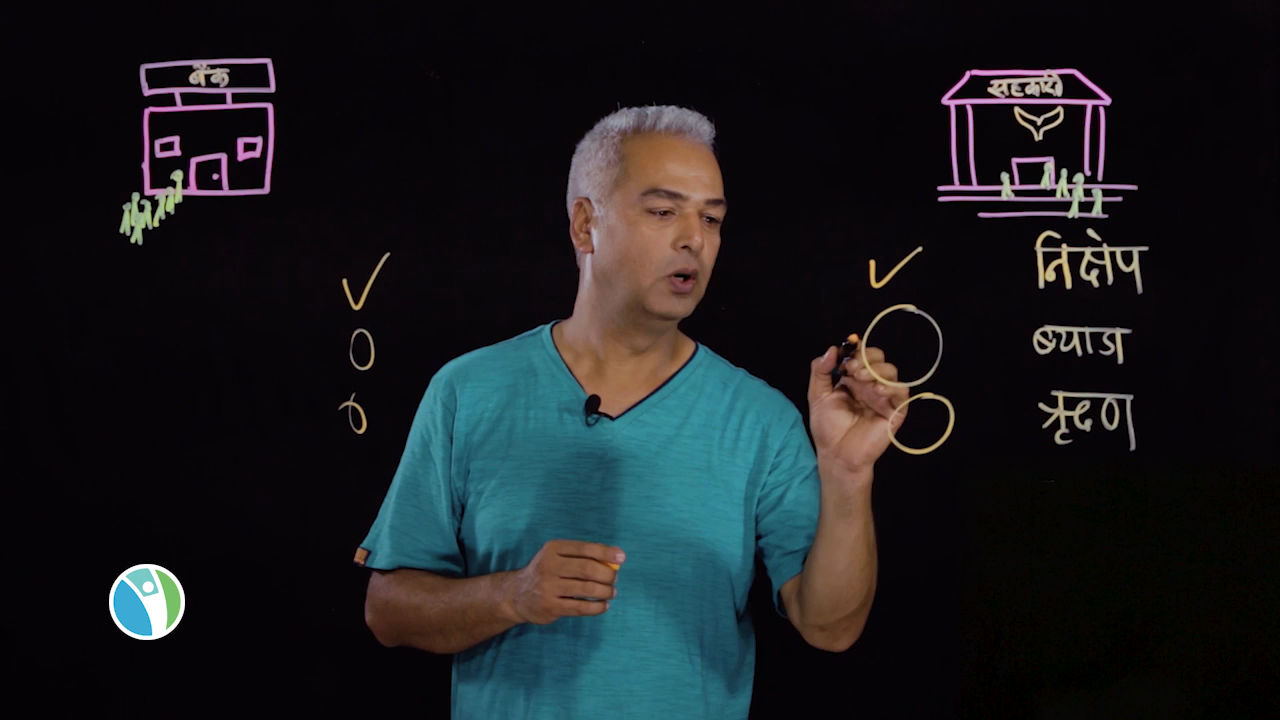 बैंक
सहकारी
निक्षेप
ब्याज
ऋण